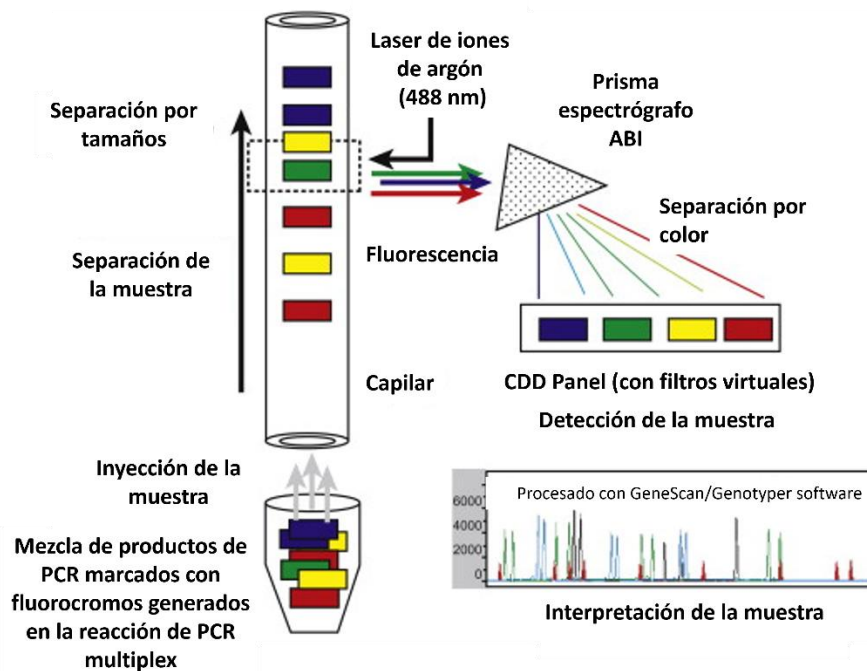 Separación por
tamaños
Separación de
la muestra
Laser de iones
de argón
(488 nm)
Prisma
espectrógrafo
ABI
Separación por
color
Fluorescencia
Capilar
CDD Panel (con filtros virtuales)
Detección de la muestra
Inyección de la
muestra
Mezcla de productos de
PCR marcados con
fluorocromos generados
en la reacción de PCR
multiplex
Procesado con GeneScan/Genotyper software
6000
4000
2000
0
Interpretación de la muestra